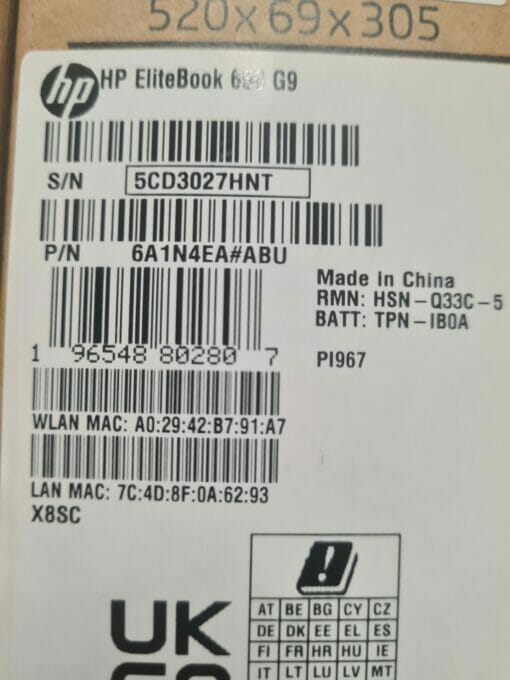 520x69x305
hp HP EliteBook G9
S/N 5CD3027HNT
P/N 6A1N4EA#ABU
Made In China
RMN: HSN-Q33C-5
BATT: TPN-IB0A
1 96548 80280 7
PI967
WLAN MAC: A0:29:42:B7:91:A7
LAN MAC: 7C:4D:8F:0A:62:93
X8SC
UK
AT BE BG CY CZ
DE DK EE EL ES
FI FR HR HU IE
IT LT LU LV MT